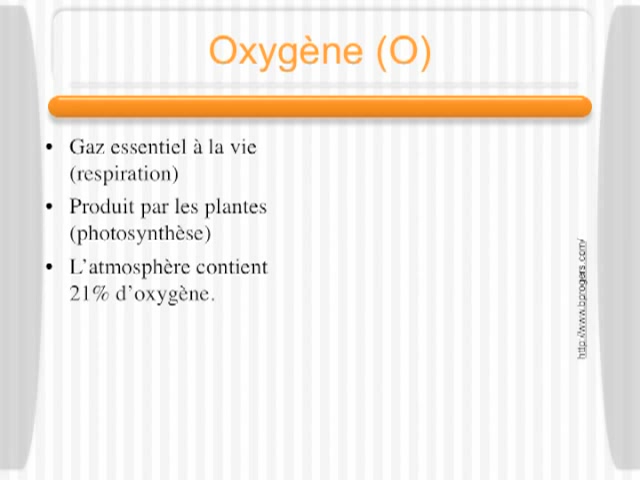 Oxygène (O)
• Gaz essentiel à la vie
(respiration)
• Produit par les plantes
(photosynthèse)
• L’atmosphère contient
21% d’oxygène.
http://www.bprogers.com/